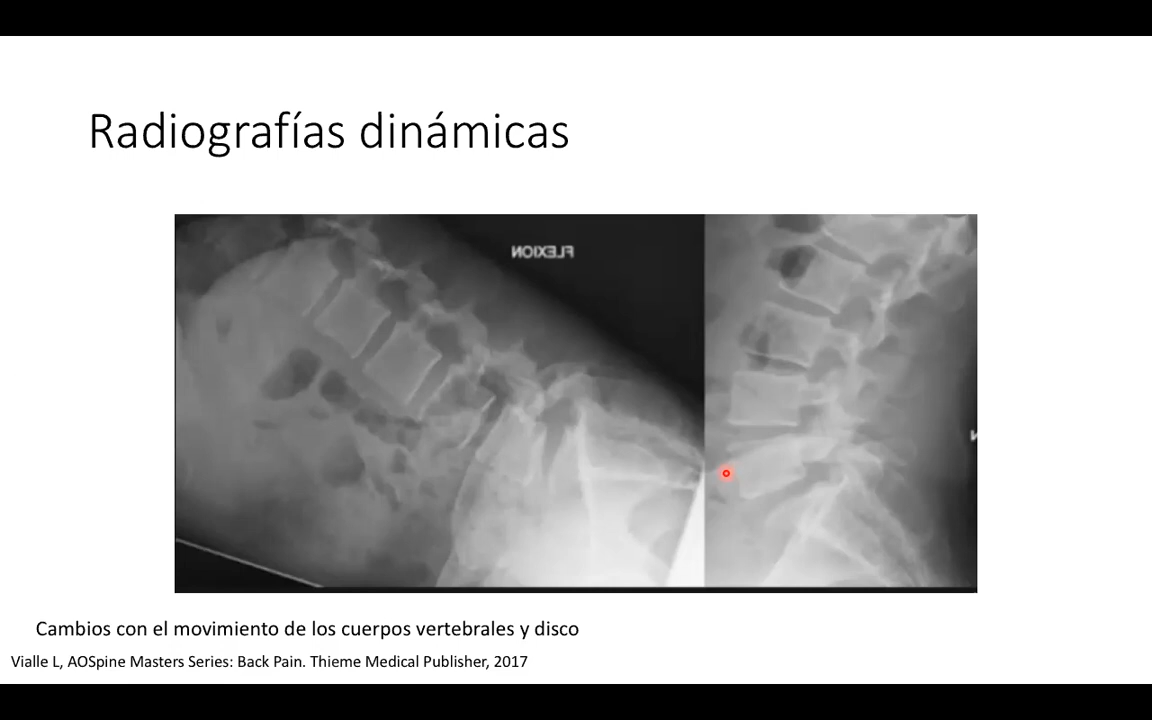 Radiografías dinámicas
FLEXION
Cambios con el movimiento de los cuerpos vertebrales y disco
Vialle L, AOSpine Masters Series: Back Pain. Thieme Medical Publisher, 2017